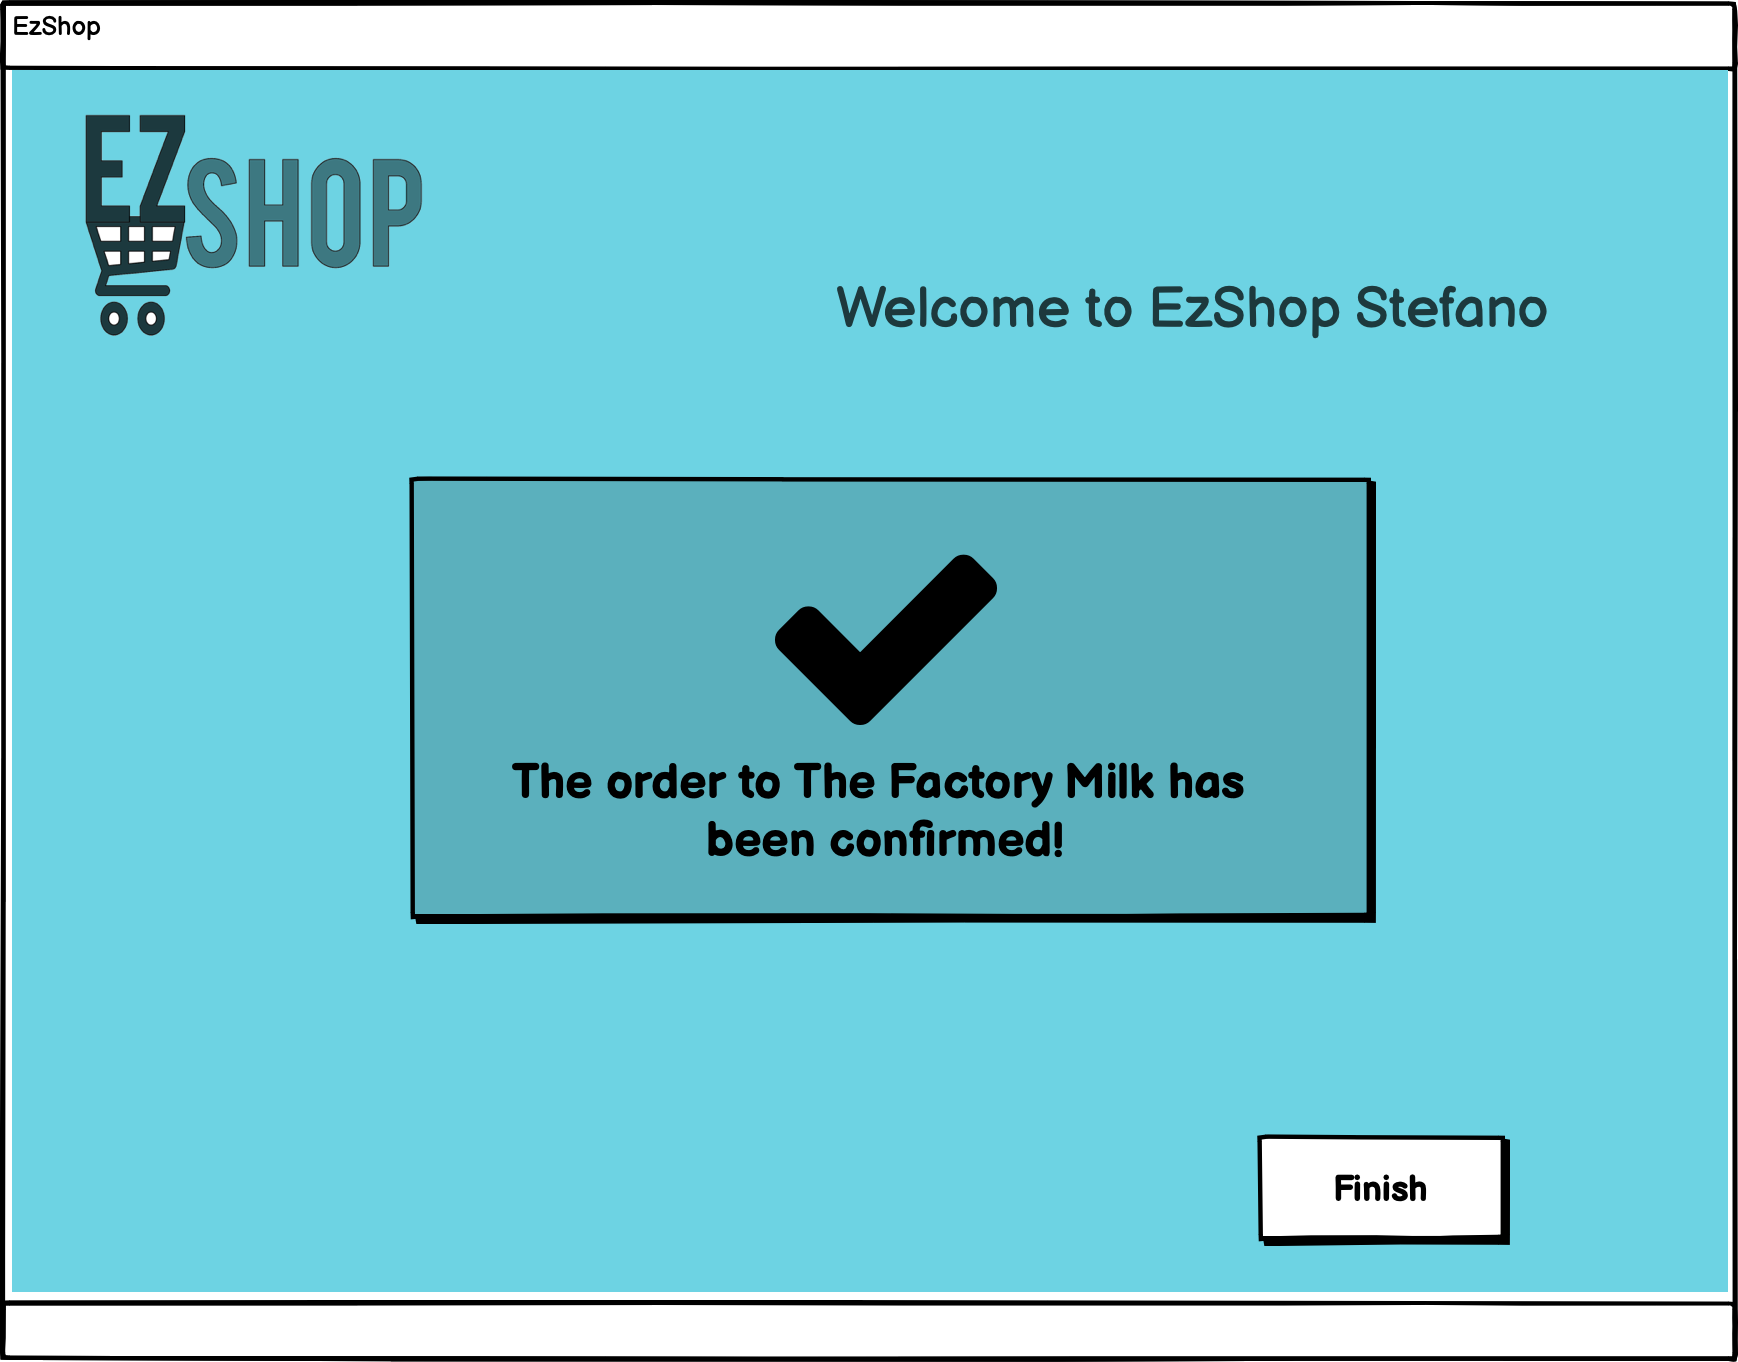 EzShop
EZSHOP
Welcome to EzShop Stefano
The order to The Factory Milk has
been confirmed!
Finish